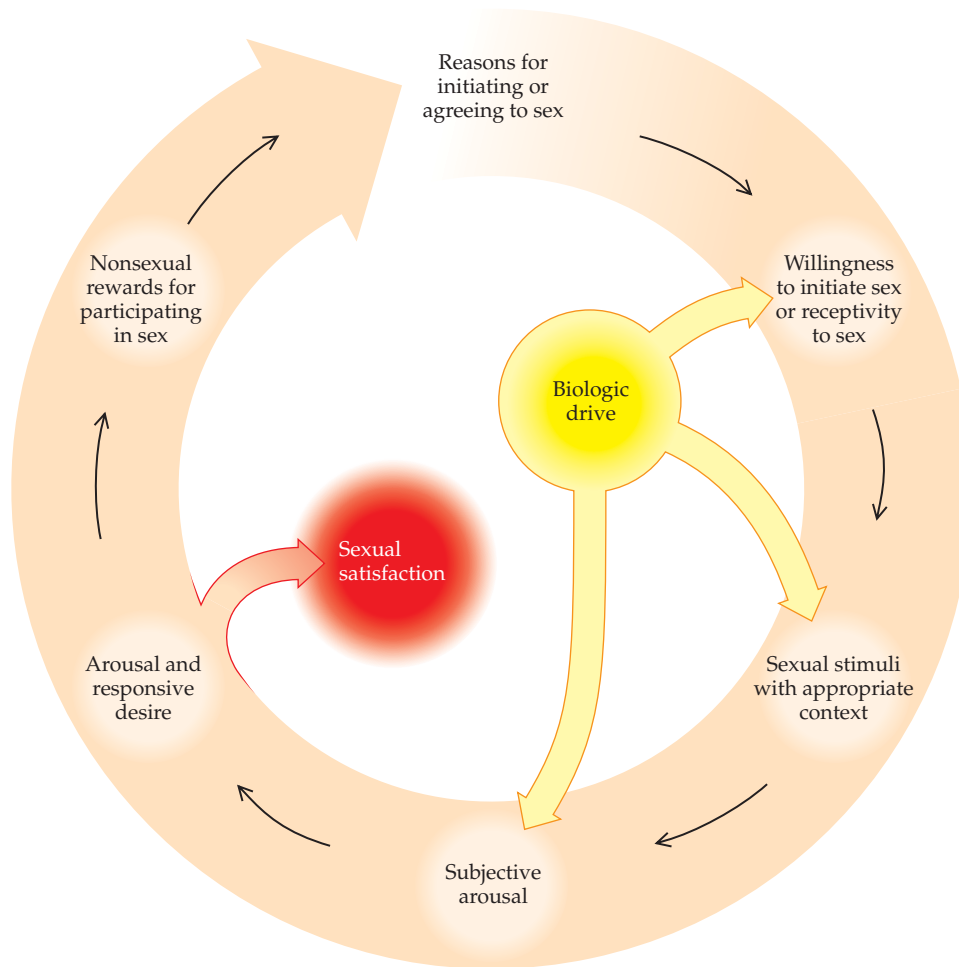 Reasons for
initiating or
agreeing to sex
Willingness
to initiate sex
or receptivity
to sex
Sexual stimuli
with appropriate
context
Subjective
arousal
Arousal and
responsive
desire
Nonsexual
rewards for
participating
in sex
Biologic
drive
Sexual
satisfaction